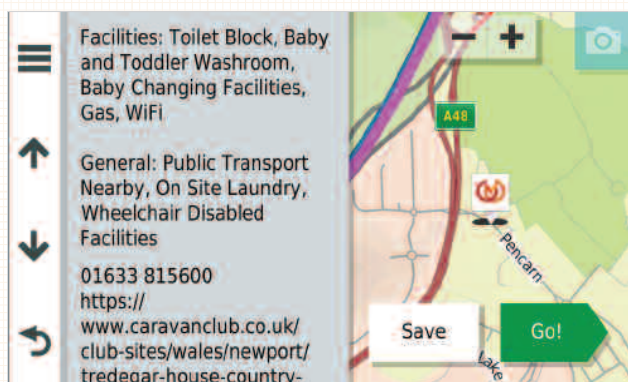 Facilities: Toilet Block, Baby
and Toddler Washroom,
Baby Changing Facilities,
Gas, WiFi
General: Public Transport
Nearby, On Site Laundry,
Wheelchair Disabled
Facilities
01633 815600
https://
www.caravanclub.co.uk/
club-sites/wales/newport/
tredegar-house-country-
A48
Pencarn
Lake
Save
Go!